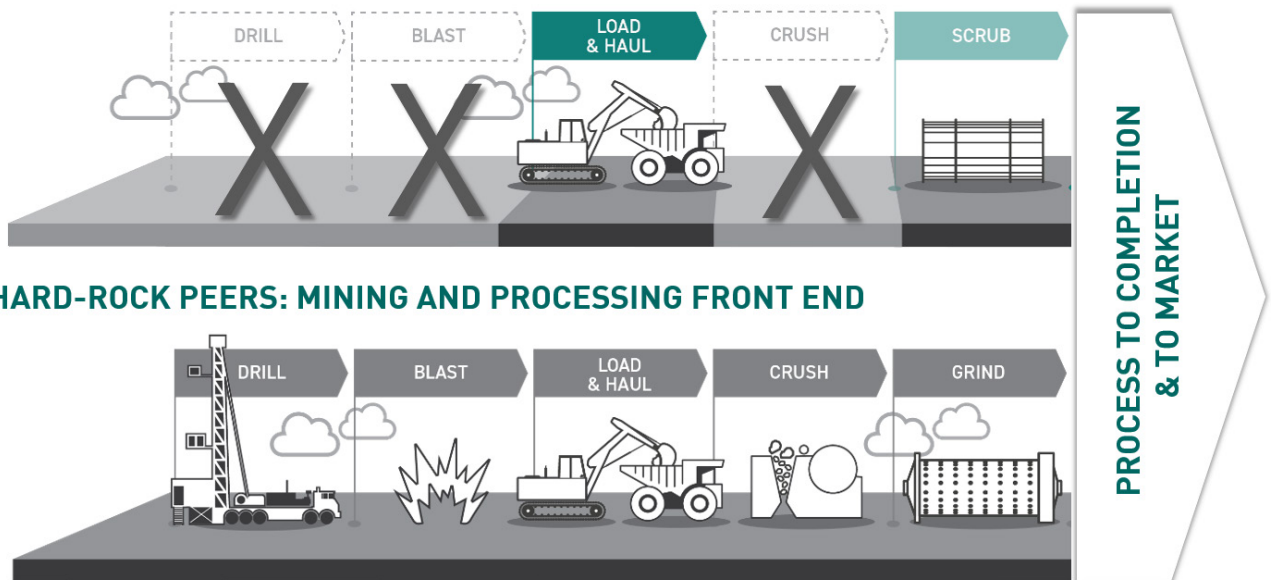 DRILL
BLAST
LOAD
& HAUL
CRUSH
SCRUB
HARD-ROCK PEERS: MINING AND PROCESSING FRONT END
DRILL
BLAST
LOAD
& HAUL
CRUSH
GRIND
PROCESS TO COMPLETION
& TO MARKET